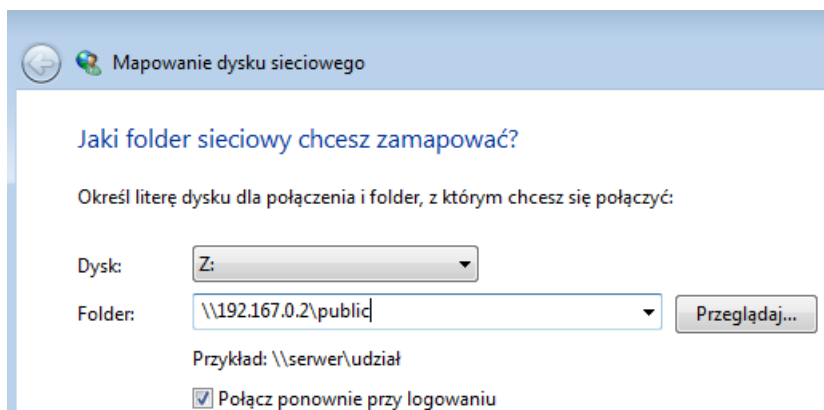 Mapowanie dysku sieciowego
Jaki folder sieciowy chcesz zamapować?
Określ literę dysku dla połączenia i folder, z którym chcesz się połączyć:
Dysk: Z:
Folder: \\192.167.0.2\public Przeglądaj...
Przykład: \\serwer\udział
Połącz ponownie przy logowaniu